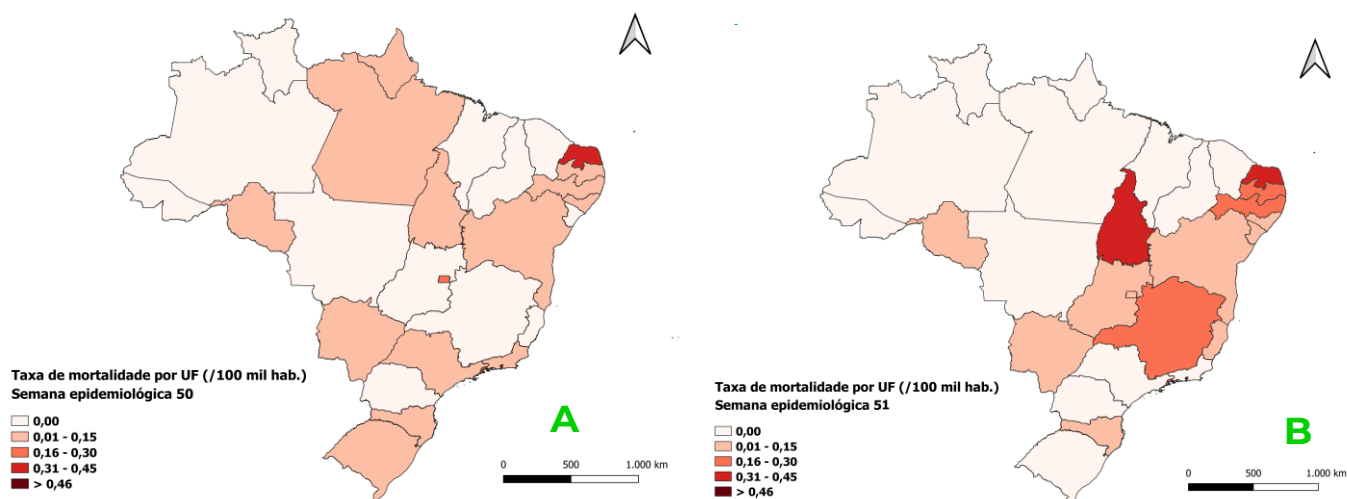 Taxa de mortalidade por UF (/100 mil hab.)
Semana epidemiológica 50
0,00
0,01 - 0,15
0,16 - 0,30
0,31 - 0,45
> 0,46
A
0 500 1.000 km
Taxa de mortalidade por UF (/100 mil hab.)
Semana epidemiológica 51
0,00
0,01 - 0,15
0,16 - 0,30
0,31 - 0,45
> 0,46
B
0 500 1.000 km